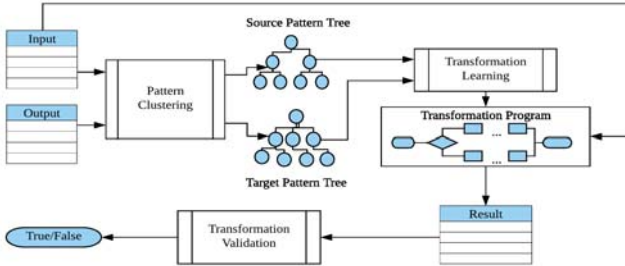 Source Pattern Tree
Input
Transformation
Learning
Pattern
Clustering
Output
Transformation Program
...
...
Target Pattern Tree
Result
True/False
Transformation
Validation